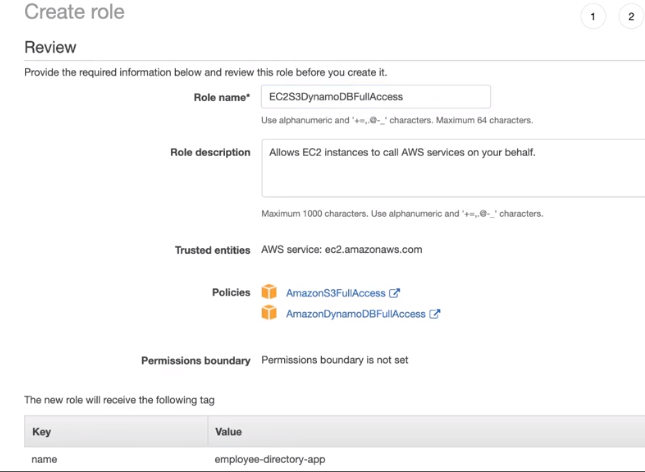 Create role
1 2
Review
Provide the required information below and review this role before you create it.
Role name* EC2S3DynamoDBFullAccess
Use alphanumeric and '+=,.@-_' characters. Maximum 64 characters.
Role description Allows EC2 instances to call AWS services on your behalf.
Maximum 1000 characters. Use alphanumeric and '+=,.@-_' characters.
Trusted entities AWS service: ec2.amazonaws.com
Policies AmazonS3FullAccess
AmazonDynamoDBFullAccess
Permissions boundary Permissions boundary is not set
The new role will receive the following tag
Key Value
name employee-directory-app